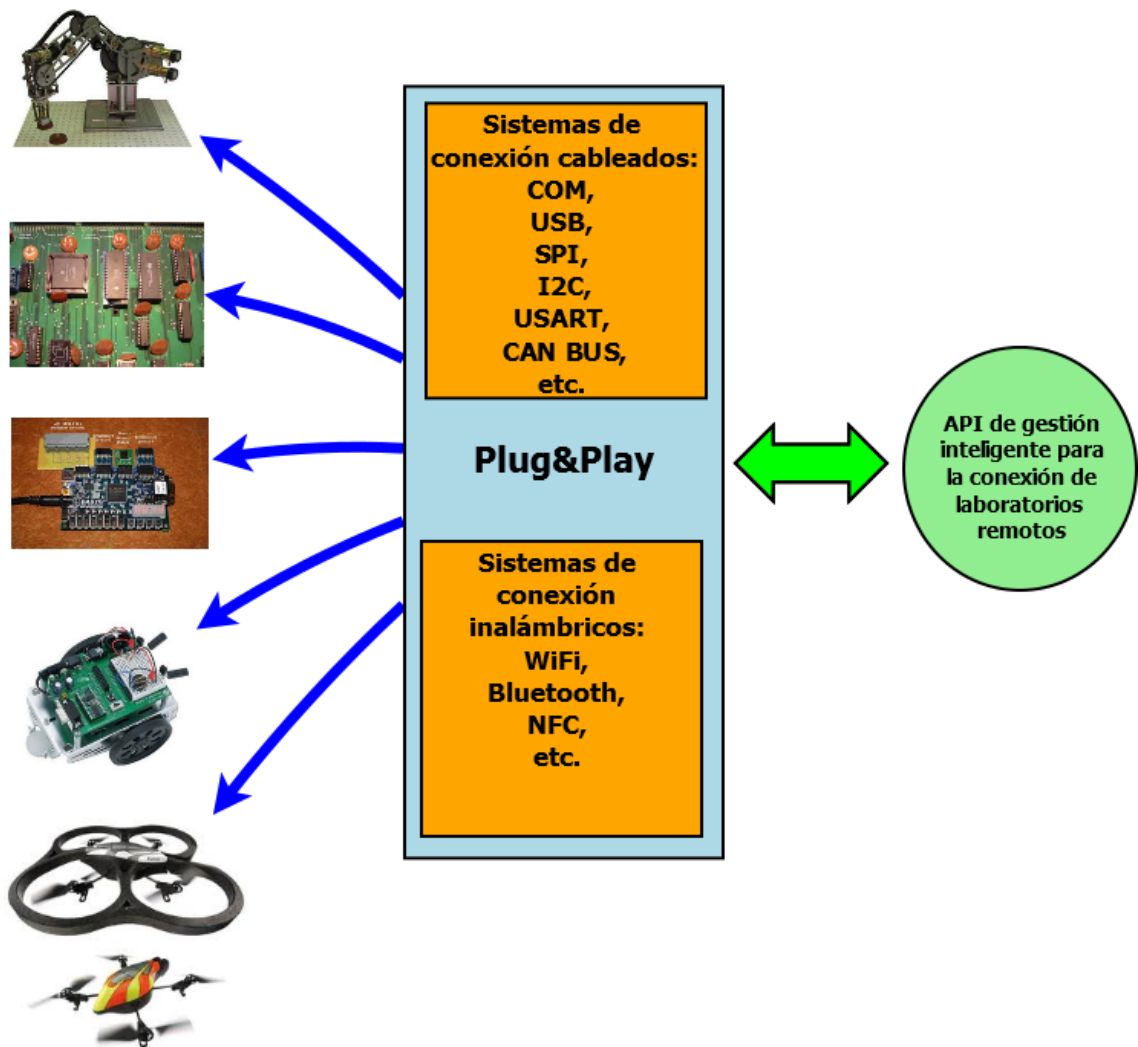 Sistemas de
conexión cableados:
COM,
USB,
SPI,
I2C,
USART,
CAN BUS,
etc.
Plug&Play
Sistemas de
conexión
inalámbricos:
WiFi,
Bluetooth,
NFC,
etc.
API de gestión
inteligente para
la conexión de
laboratorios
remotos